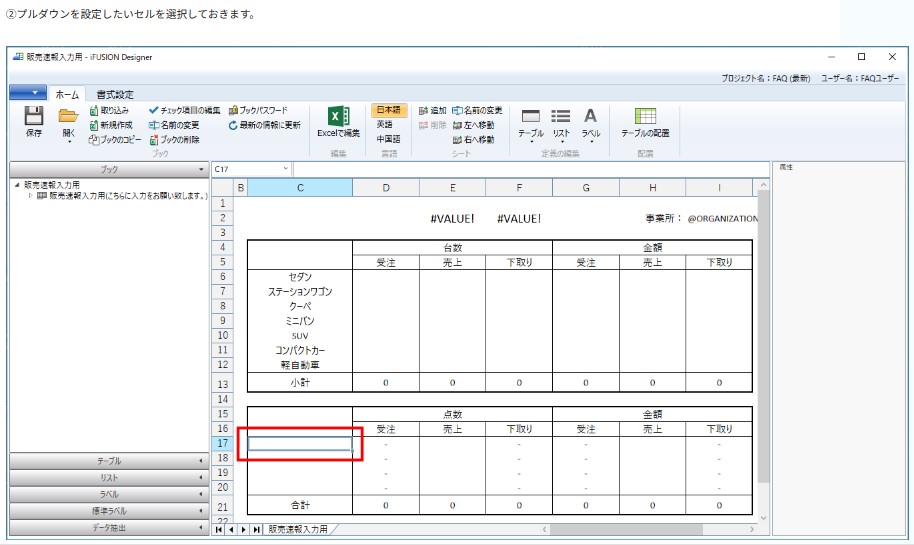 ②プルダウンを設定したいセルを選択しておきます。
販売速報入力用 - iFUSION Designer
プロジェクト名：FAQ (最新) ユーザー名：FAQユーザー
ホーム 書式設定
保存 開く 取り込み 新規作成 ブックのコピー チェック項目の編集 名前の変更 ブックの削除 ブックパスワード 最新の情報に更新 Excelで編集 日本語 英語 中国語 追加 削除 名前の変更 左へ移動 右へ移動 テーブル リスト ラベル テーブルの配置
ブック 編集 言語 シート 定義の編集 配置
ブック C17 属性
販売速報入力用
販売速報入力用(こちらに入力をお願い致します。)
B C D E F G H I
1
2 #VALUE! #VALUE! 事業所： @ORGANIZATION
3
4 台数 金額
5 受注 売上 下取り 受注 売上 下取り
6 セダン
7 ステーションワゴン
8 クーペ
9 ミニバン
10 SUV
11 コンパクトカー
12 軽自動車
13 小計 0 0 0 0 0 0
14
15 点数 金額
16 受注 売上 下取り 受注 売上 下取り
17 - - -
18 - - -
19 - - -
20 - - -
21 合計 0 0 0 0 0 0
22
テーブル
リスト
ラベル
標準ラベル
データ抽出
販売速報入力用